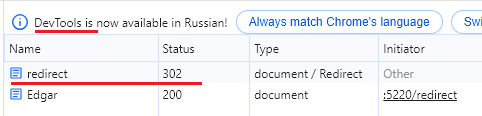 DevTools is now available in Russian! Always match Chrome's language
Name Status Type Initiator
redirect 302 document / Redirect Other
Edgar 200 document :5220/redirect